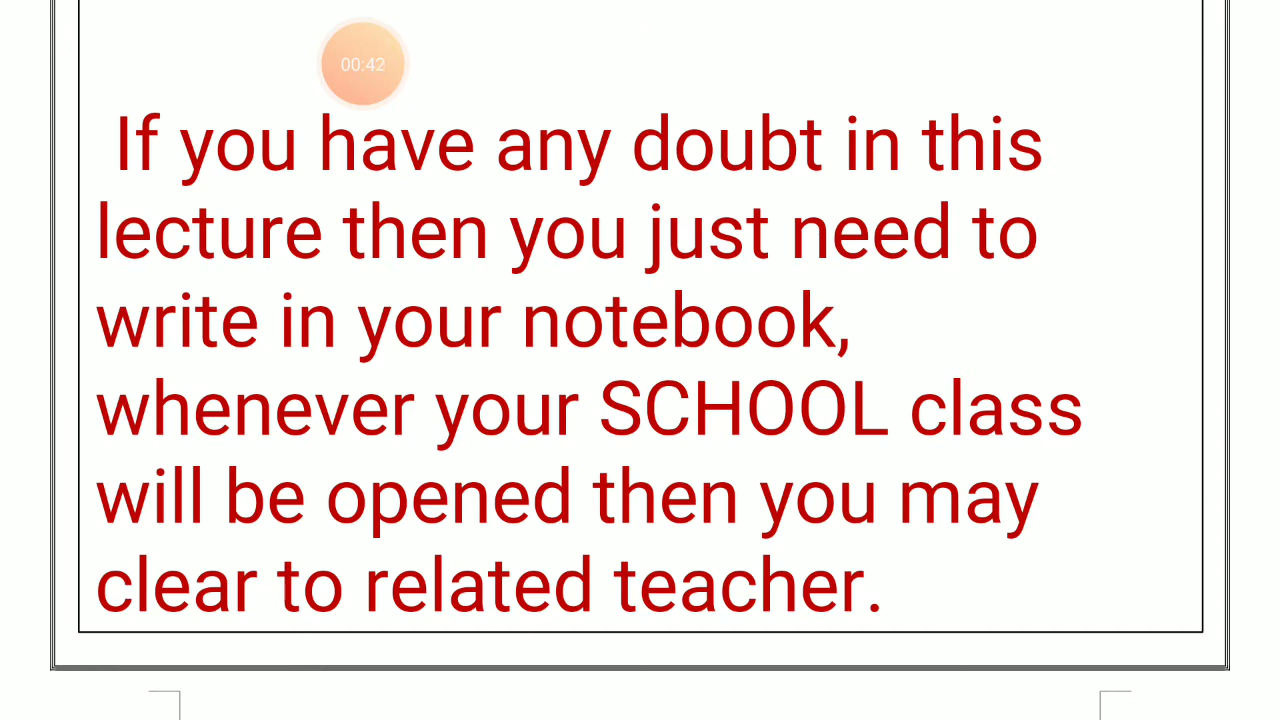 00:42
If you have any doubt in this
lecture then you just need to
write in your notebook,
whenever your SCHOOL class
will be opened then you may
clear to related teacher.